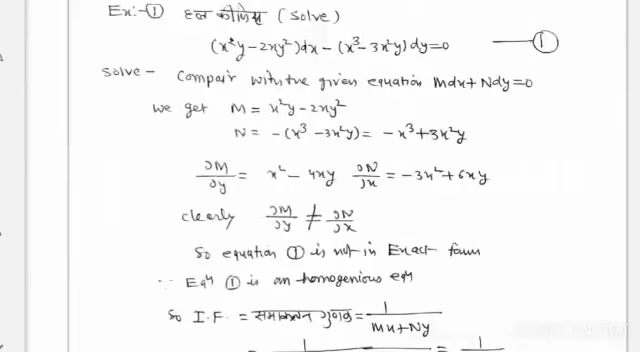 Ex:-① हल कीजिए (Solve)
(x²y-2xy²)dx - (x³-3x²y)dy=0 ——①
Solve - Compair with the given equation Mdx+Ndy=0
We get M = x²y-2xy²
N = -(x³-3x²y) = -x³+3x²y
∂M/∂y = x²-4xy ∂N/∂x = -3x²+6xy
clearly ∂M/∂y ≠ ∂N/∂x
So equation ① is not in Exact form
∵ Eqⁿ ① is an homogenious eqⁿ
So I.F. = समाकलन गुणांक = 1/(Mx+Ny)
= 1 = 1